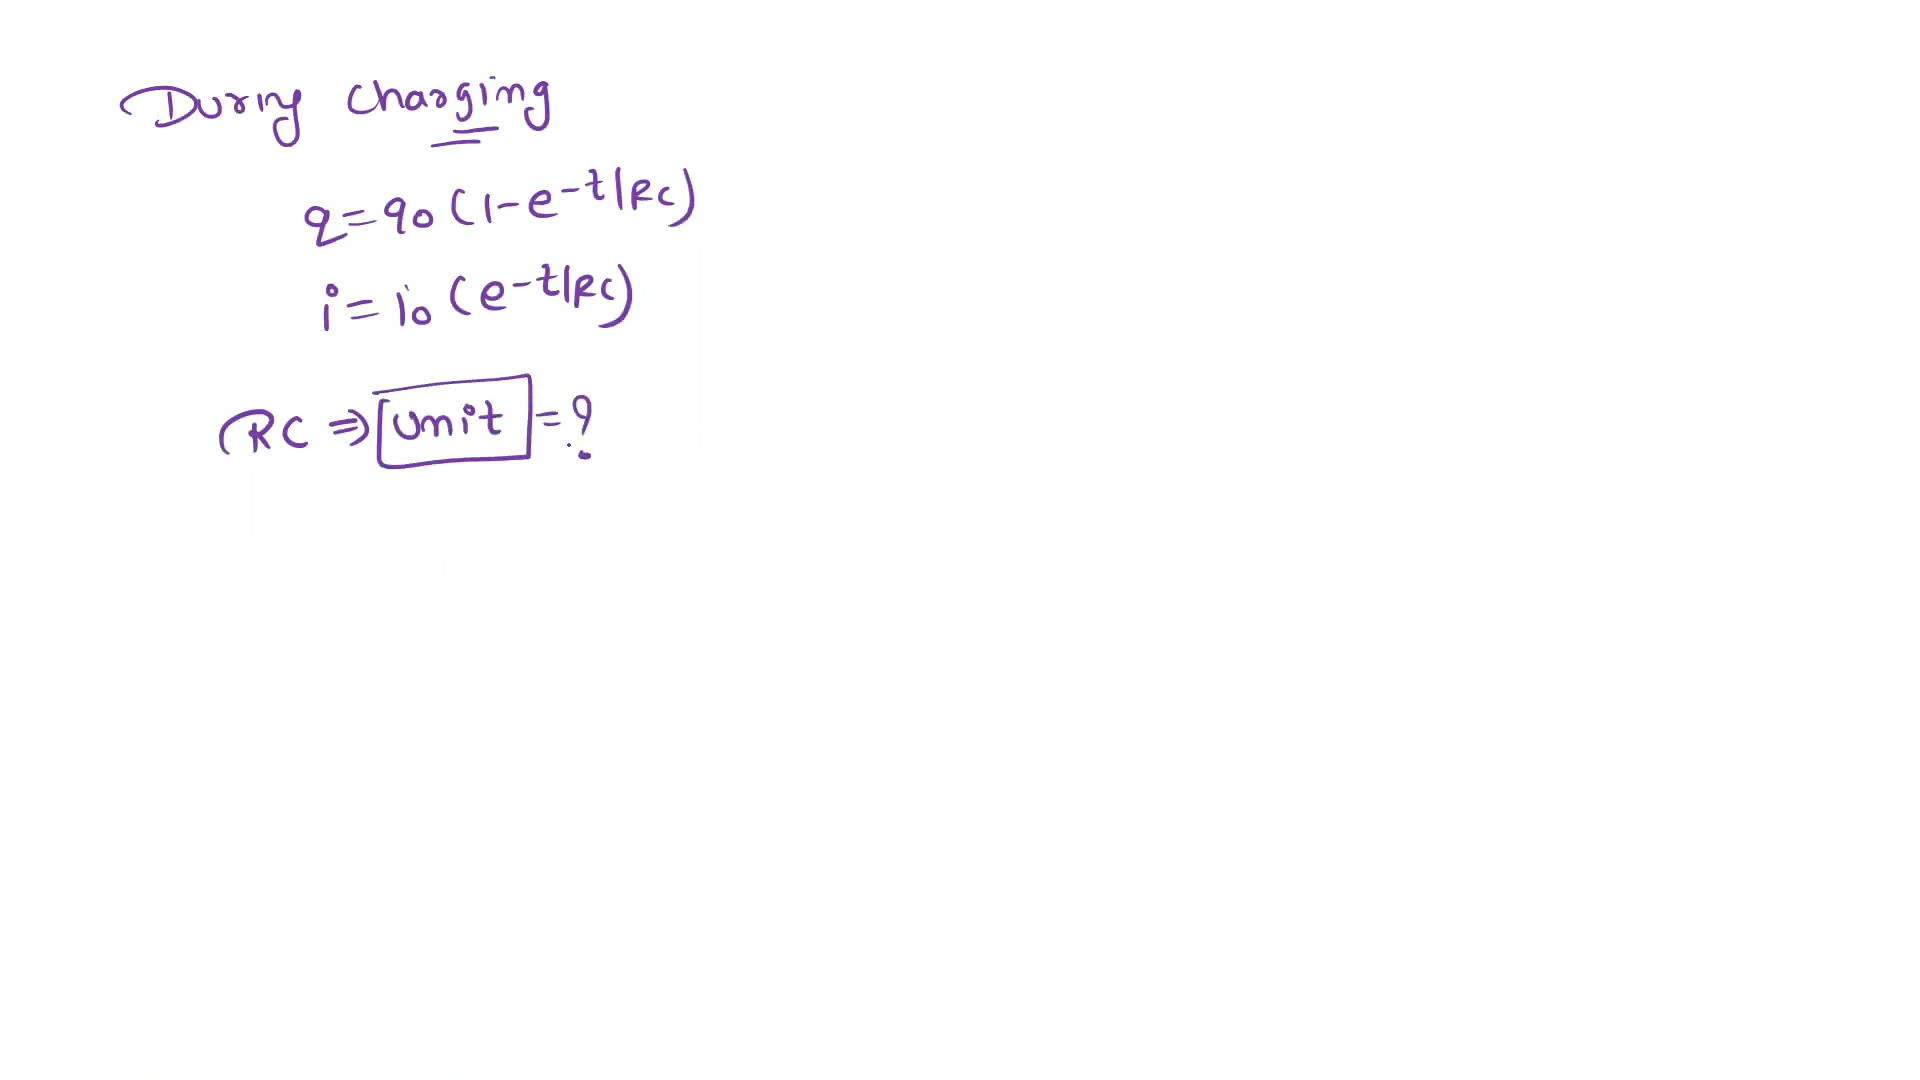 During Charging
q = q0 (1 - e^-t/RC)
i = i0 (e^-t/RC)
RC ⇒ Unit = ?